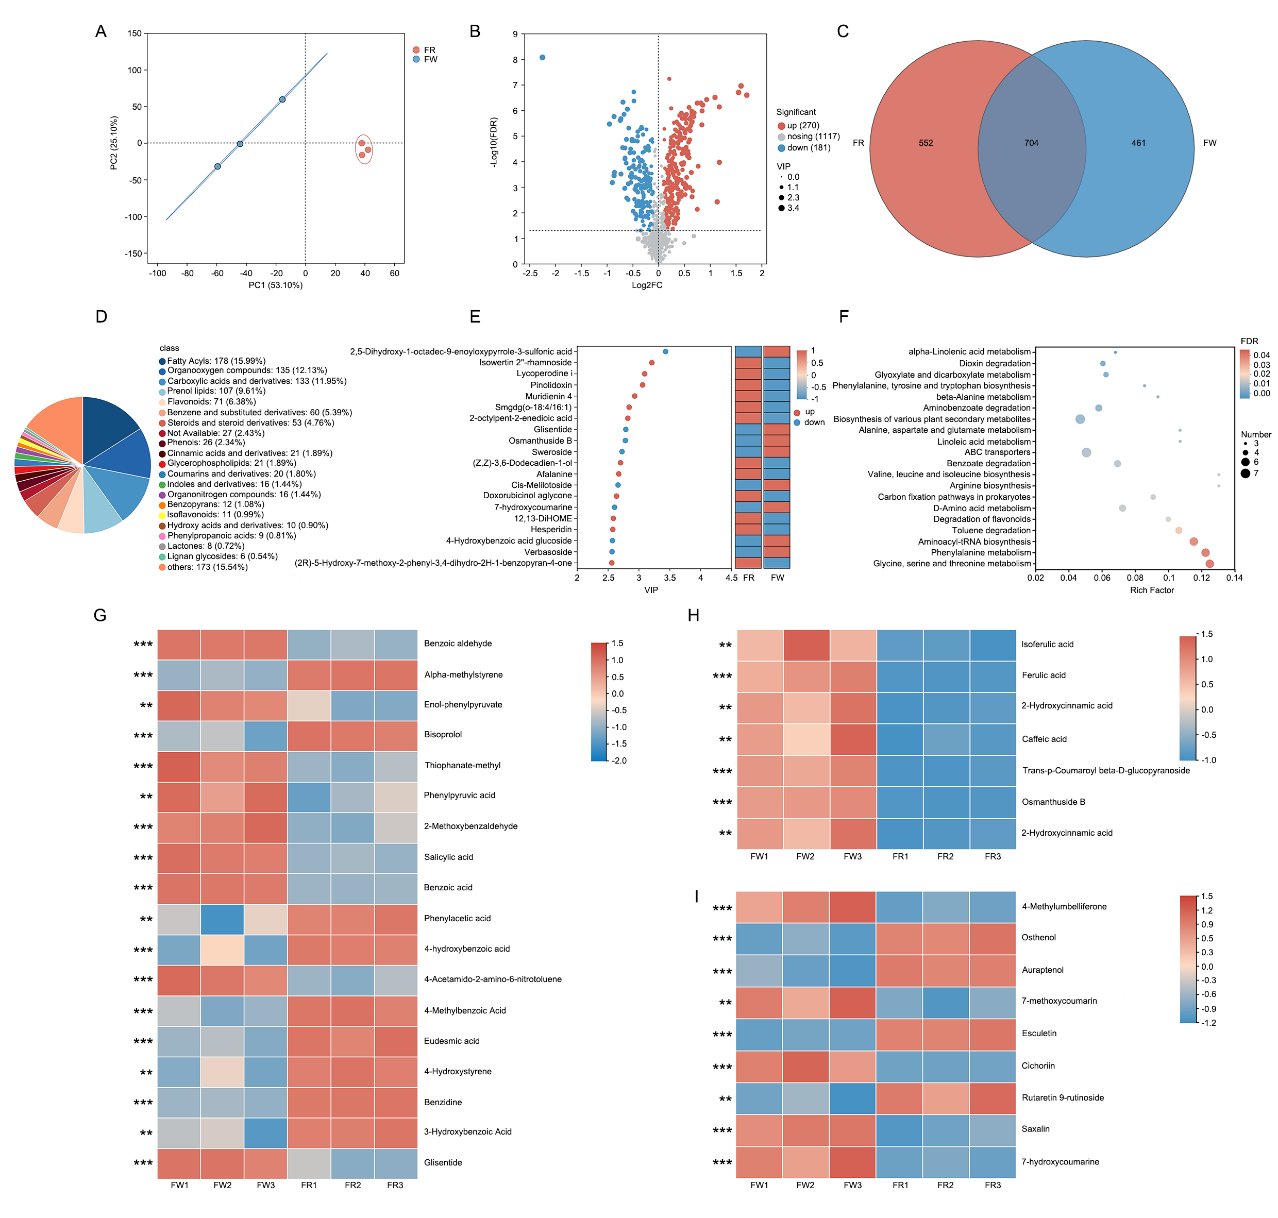 A
150
100
50
0
-50
-100
-150
-100
-80
-60
-40
-20
0
20
40
60
PC2 (25.10%)
PC1 (53.10%)
FR
FW
B
9
8
7
6
5
4
3
2
1
0
-2.5
-2
-1.5
-1
-0.5
0
0.5
1
1.5
2
-Log10(FDR)
Log2FC
Significant
up (270)
nosing (1117)
down (181)
VIP
0.0
1.1
2.3
3.4
C
FR
552
704
461
FW
D
class
Fatty Acyls: 178 (15.99%)
Organooxygen compounds: 135 (12.13%)
Carboxylic acids and derivatives: 133 (11.95%)
Prenol lipids: 107 (9.61%)
Flavonoids: 71 (6.38%)
Benzene and substituted derivatives: 60 (5.39%)
Steroids and steroid derivatives: 53 (4.76%)
Not Available: 27 (2.43%)
Phenols: 26 (2.34%)
Cinnamic acids and derivatives: 21 (1.89%)
Glycerophospholipids: 21 (1.89%)
Coumarins and derivatives: 20 (1.80%)
Indoles and derivatives: 16 (1.44%)
Organonitrogen compounds: 16 (1.44%)
Benzopyrans: 12 (1.08%)
Isoflavonoids: 11 (0.99%)
Hydroxy acids and derivatives: 10 (0.90%)
Phenylpropanoic acids: 9 (0.81%)
Lactones: 8 (0.72%)
Lignan glycosides: 6 (0.54%)
others: 173 (15.54%)
E
2,5-Dihydroxy-1-octadec-9-enoyloxypyrrole-3-sulfonic acid
Isowertin 2"-rhamnoside
Lycoperodine i
Pinolidoxin
Muridienin 4
Smgdg(o-18:4/16:1)
2-octylpent-2-enedioic acid
Glisentide
Osmanthuside B
Sweroside
(Z,Z)-3,6-Dodecadien-1-ol
Afalanine
Cis-Melilotoside
Doxorubicinol aglycone
7-hydroxycoumarine
12,13-DiHOME
Hesperidin
4-Hydroxybenzoic acid glucoside
Verbasoside
(2R)-5-Hydroxy-7-methoxy-2-phenyl-3,4-dihydro-2H-1-benzopyran-4-one
2
2.5
3
3.5
4
4.5
VIP
FR
FW
1
0.5
0
-0.5
-1
up
down
F
alpha-Linolenic acid metabolism
Dioxin degradation
Glyoxylate and dicarboxylate metabolism
Phenylalanine, tyrosine and tryptophan biosynthesis
beta-Alanine metabolism
Aminobenzoate degradation
Biosynthesis of various plant secondary metabolites
Alanine, aspartate and glutamate metabolism
Linoleic acid metabolism
ABC transporters
Benzoate degradation
Valine, leucine and isoleucine biosynthesis
Arginine biosynthesis
Carbon fixation pathways in prokaryotes
D-Amino acid metabolism
Degradation of flavonoids
Toluene degradation
Aminoacyl-tRNA biosynthesis
Phenylalanine metabolism
Glycine, serine and threonine metabolism
0.02
0.04
0.06
0.08
0.1
0.12
0.14
Rich Factor
FDR
0.04
0.03
0.02
0.01
0.00
Number
3
4
6
7
G
*** Benzoic aldehyde
*** Alpha-methylstyrene
** Enol-phenylpyruvate
*** Bisoprolol
*** Thiophanate-methyl
** Phenylpyruvic acid
*** 2-Methoxybenzaldehyde
*** Salicylic acid
*** Benzoic acid
** Phenylacetic acid
*** 4-hydroxybenzoic acid
*** 4-Acetamido-2-amino-6-nitrotoluene
*** 4-Methylbenzoic Acid
*** Eudesmic acid
** 4-Hydroxystyrene
*** Benzidine
** 3-Hydroxybenzoic Acid
*** Glisentide
FW1 FW2 FW3 FR1 FR2 FR3
1.5
1.0
0.5
0.0
-0.5
-1.0
-1.5
-2.0
H
** Isoferulic acid
*** Ferulic acid
** 2-Hydroxycinnamic acid
** Caffeic acid
*** Trans-p-Coumaroyl beta-D-glucopyranoside
*** Osmanthuside B
** 2-Hydroxycinnamic acid
FW1 FW2 FW3 FR1 FR2 FR3
1.5
1.0
0.5
0.0
-0.5
-1.0
I
*** 4-Methylumbelliferone
*** Osthenol
*** Auraptenol
** 7-methoxycoumarin
*** Esculetin
*** Cichoriin
** Rutaretin 9-rutinoside
*** Saxalin
*** 7-hydroxycoumarine
FW1 FW2 FW3 FR1 FR2 FR3
1.5
1.2
0.9
0.6
0.3
0.0
-0.3
-0.6
-0.9
-1.2